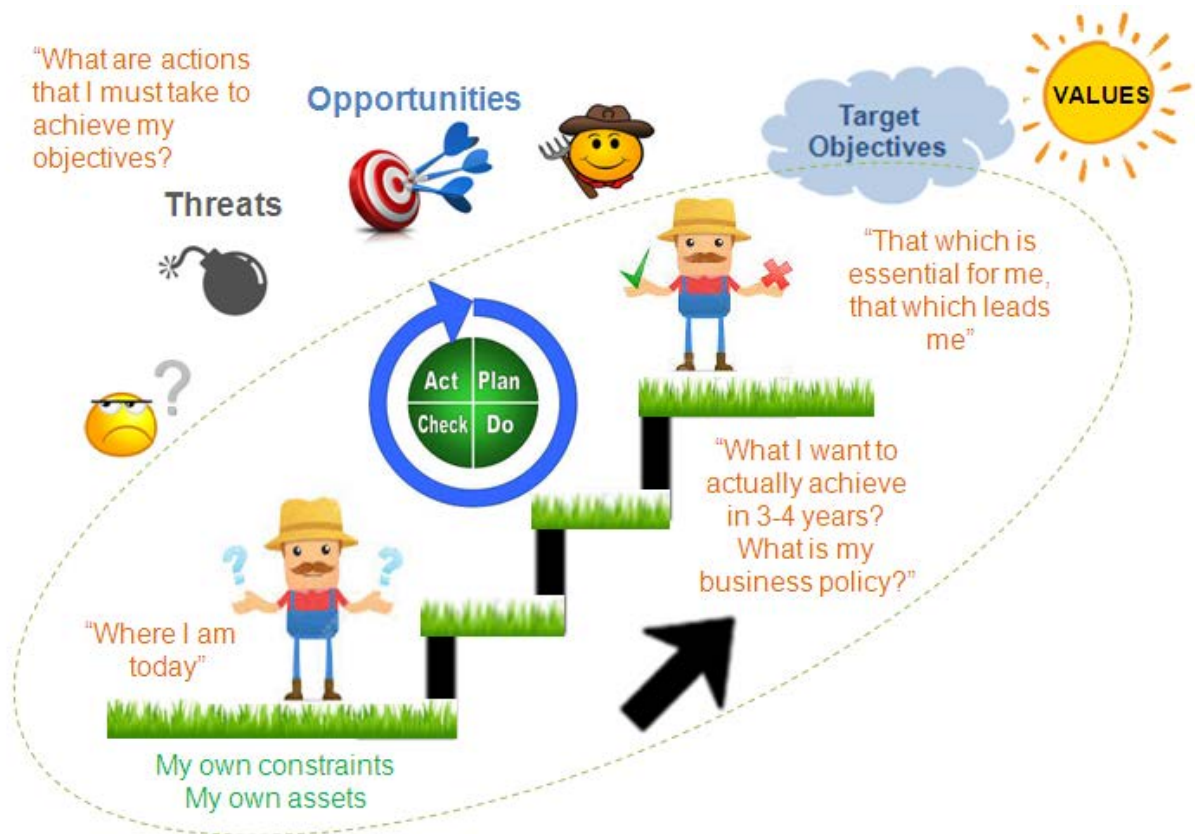 “What are actions
that I must take to
achieve my
objectives?
Opportunities
Threats
Target
Objectives
VALUES
“That which is
essential for me,
that which leads
me”
Act Plan
Check Do
“What I want to
actually achieve
in 3-4 years?
What is my
business policy?”
“Where I am
today”
My own constraints
My own assets